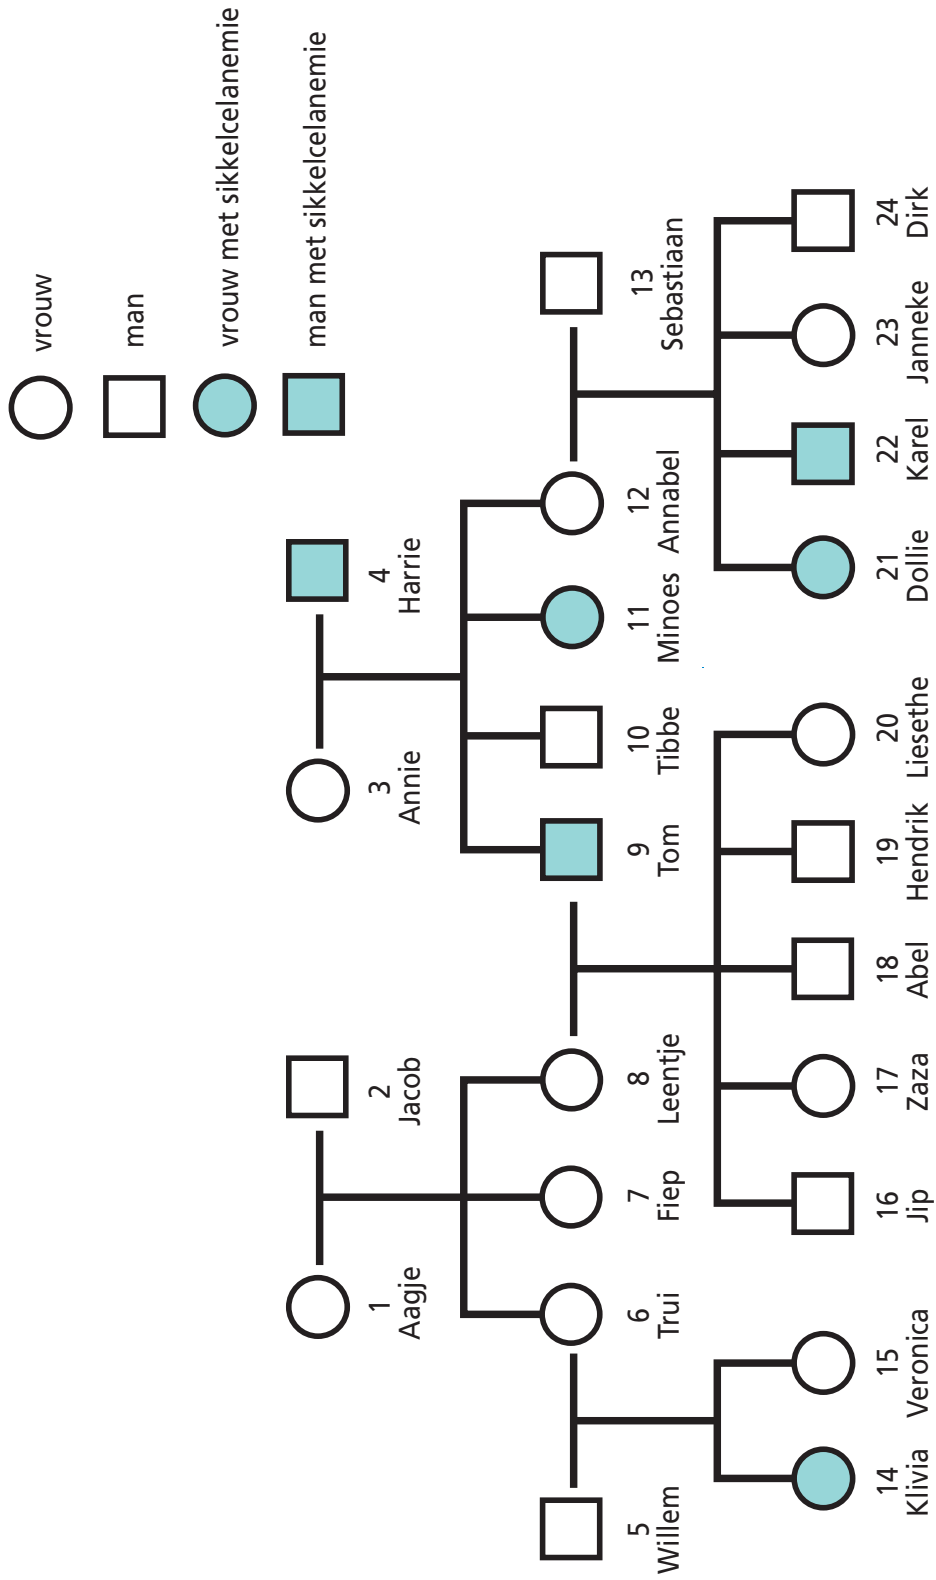 vrouw
man
vrouw met sikkelcelanemie
man met sikkelcelanemie
1
Aagje
2
Jacob
3
Annie
4
Harrie
5
Willem
6
Trui
7
Fiep
8
Leentje
9
Tom
10
Tibbe
11
Minoes
12
Annabel
13
Sebastiaan
14
Klivia
15
Veronica
16
Jip
17
Zaza
18
Abel
19
Hendrik
20
Liesethe
21
Dollie
22
Karel
23
Janneke
24
Dirk